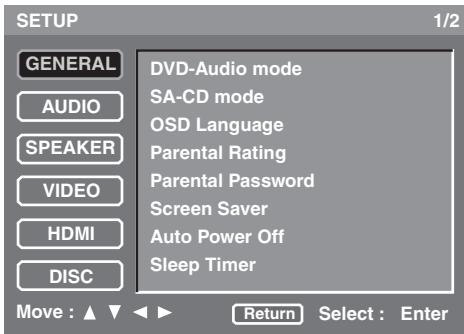 SETUP 1/2
GENERAL
AUDIO
SPEAKER
VIDEO
HDMI
DISC
DVD-Audio mode
SA-CD mode
OSD Language
Parental Rating
Parental Password
Screen Saver
Auto Power Off
Sleep Timer
Move : ▲ ▼ ◄ ► Return Select : Enter